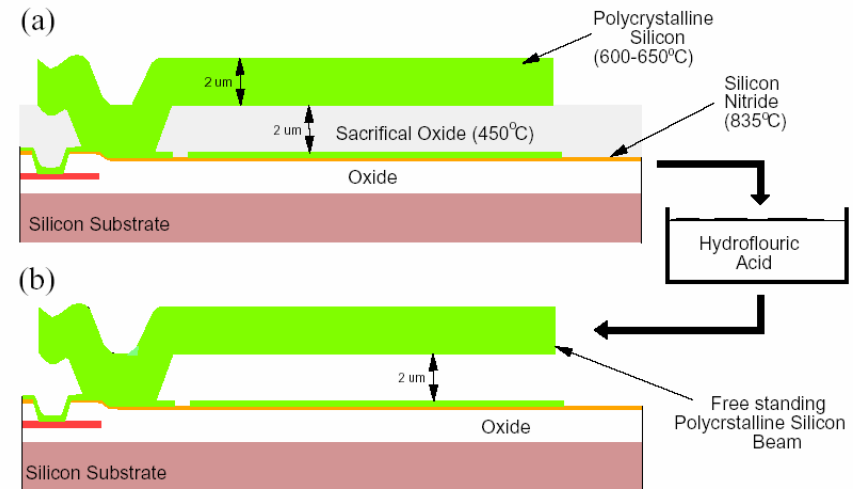 (a)
Polycrystalline
Silicon
(600-650°C)
2 um
Silicon
Nitride
(835°C)
2 um
Sacrifical Oxide (450°C)
Oxide
Silicon Substrate
Hydroflouric
Acid
(b)
2 um
Free standing
Polycrstalline Silicon
Beam
Oxide
Silicon Substrate